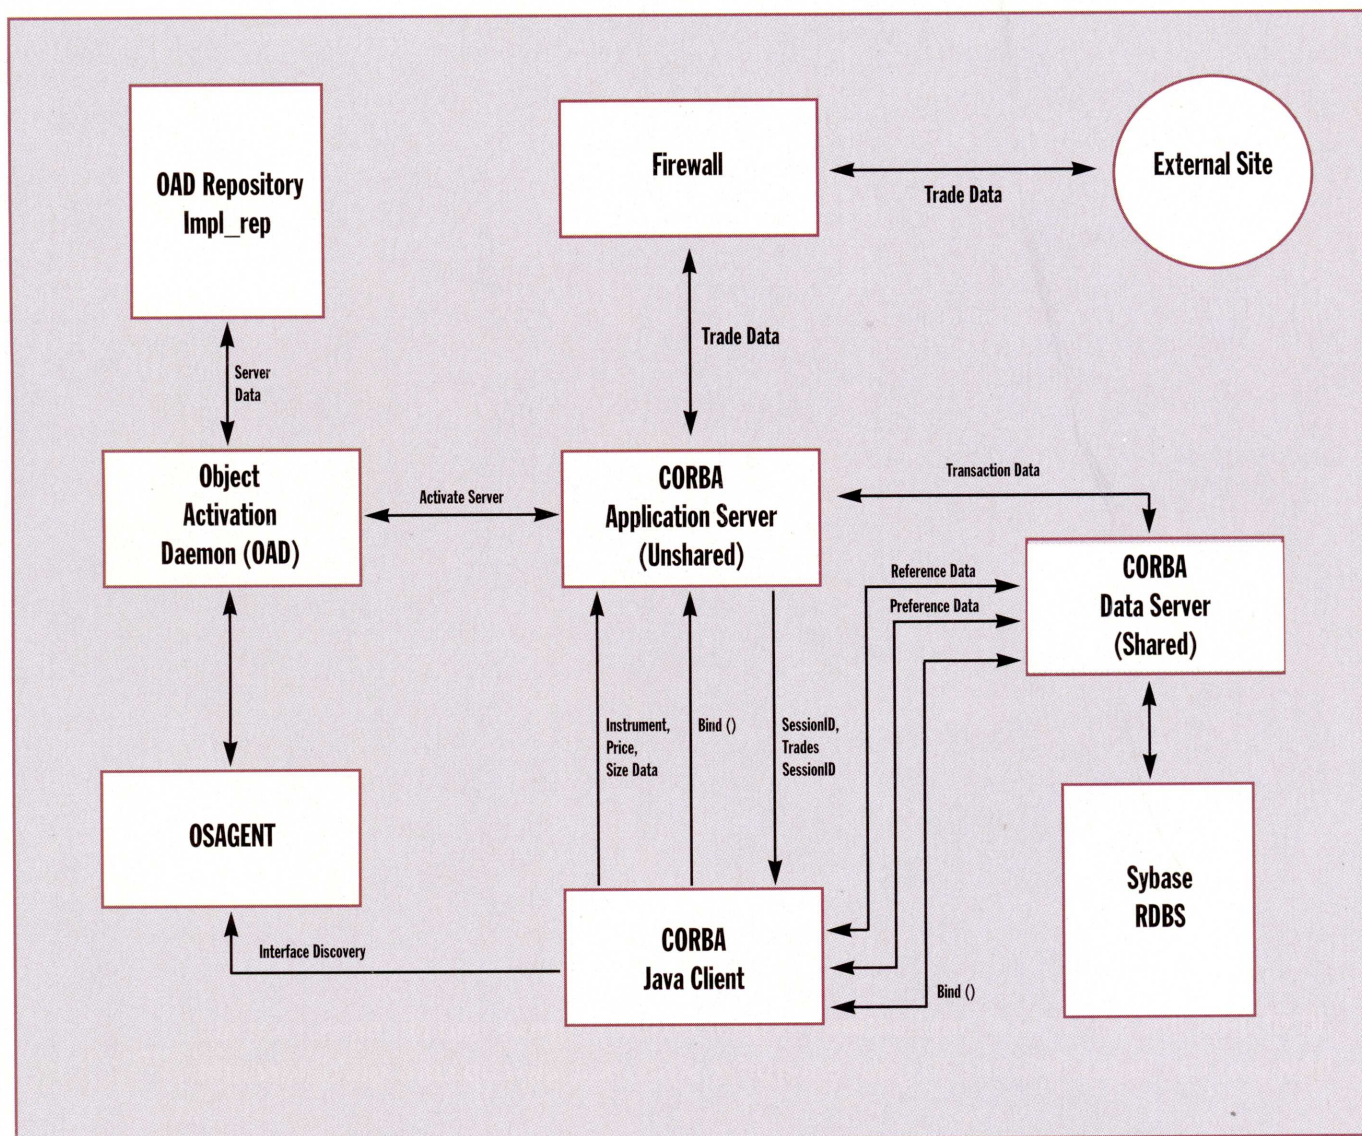 OAD Repository
Impl_rep
Firewall
External Site
Trade Data
Trade Data
Server
Data
Object
Activation
Daemon (OAD)
Activate Server
CORBA
Application Server
(Unshared)
Transaction Data
CORBA
Data Server
(Shared)
Reference Data
Preference Data
Instrument,
Price,
Size Data
Bind ()
SessionID,
Trades
SessionID
OSAGENT
Sybase
RDBS
Interface Discovery
CORBA
Java Client
Bind ()